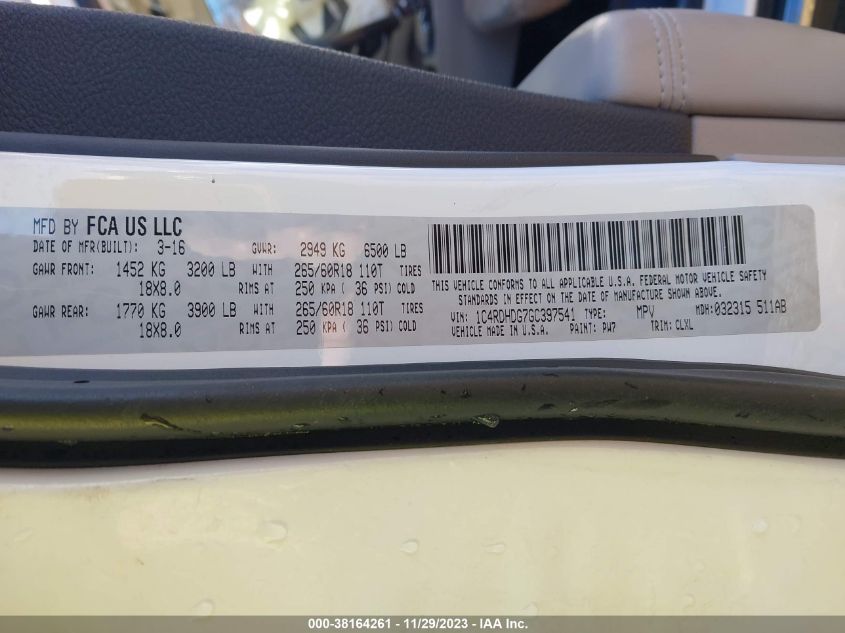 MFD BY FCA US LLC
DATE OF MFR(BUILT): 3-16 GVWR: 2949 KG 6500 LB
GAWR FRONT: 1452 KG 3200 LB WITH 265/60R18 110T TIRES
18X8.0 RIMS AT 250 KPA ( 36 PSI) COLD
GAWR REAR: 1770 KG 3900 LB WITH 265/60R18 110T TIRES
18X8.0 RIMS AT 250 KPA ( 36 PSI) COLD
THIS VEHICLE CONFORMS TO ALL APPLICABLE U.S.A. FEDERAL MOTOR VEHICLE SAFETY
STANDARDS IN EFFECT ON THE DATE OF MANUFACTURE SHOWN ABOVE.
VIN: 1C4RDHDG7GC397541 TYPE: MPV MDH: 032315 511AB
VEHICLE MADE IN U.S.A. PAINT: PW7 TRIM: CLXL
000-38164261 - 11/29/2023 - IAA Inc.